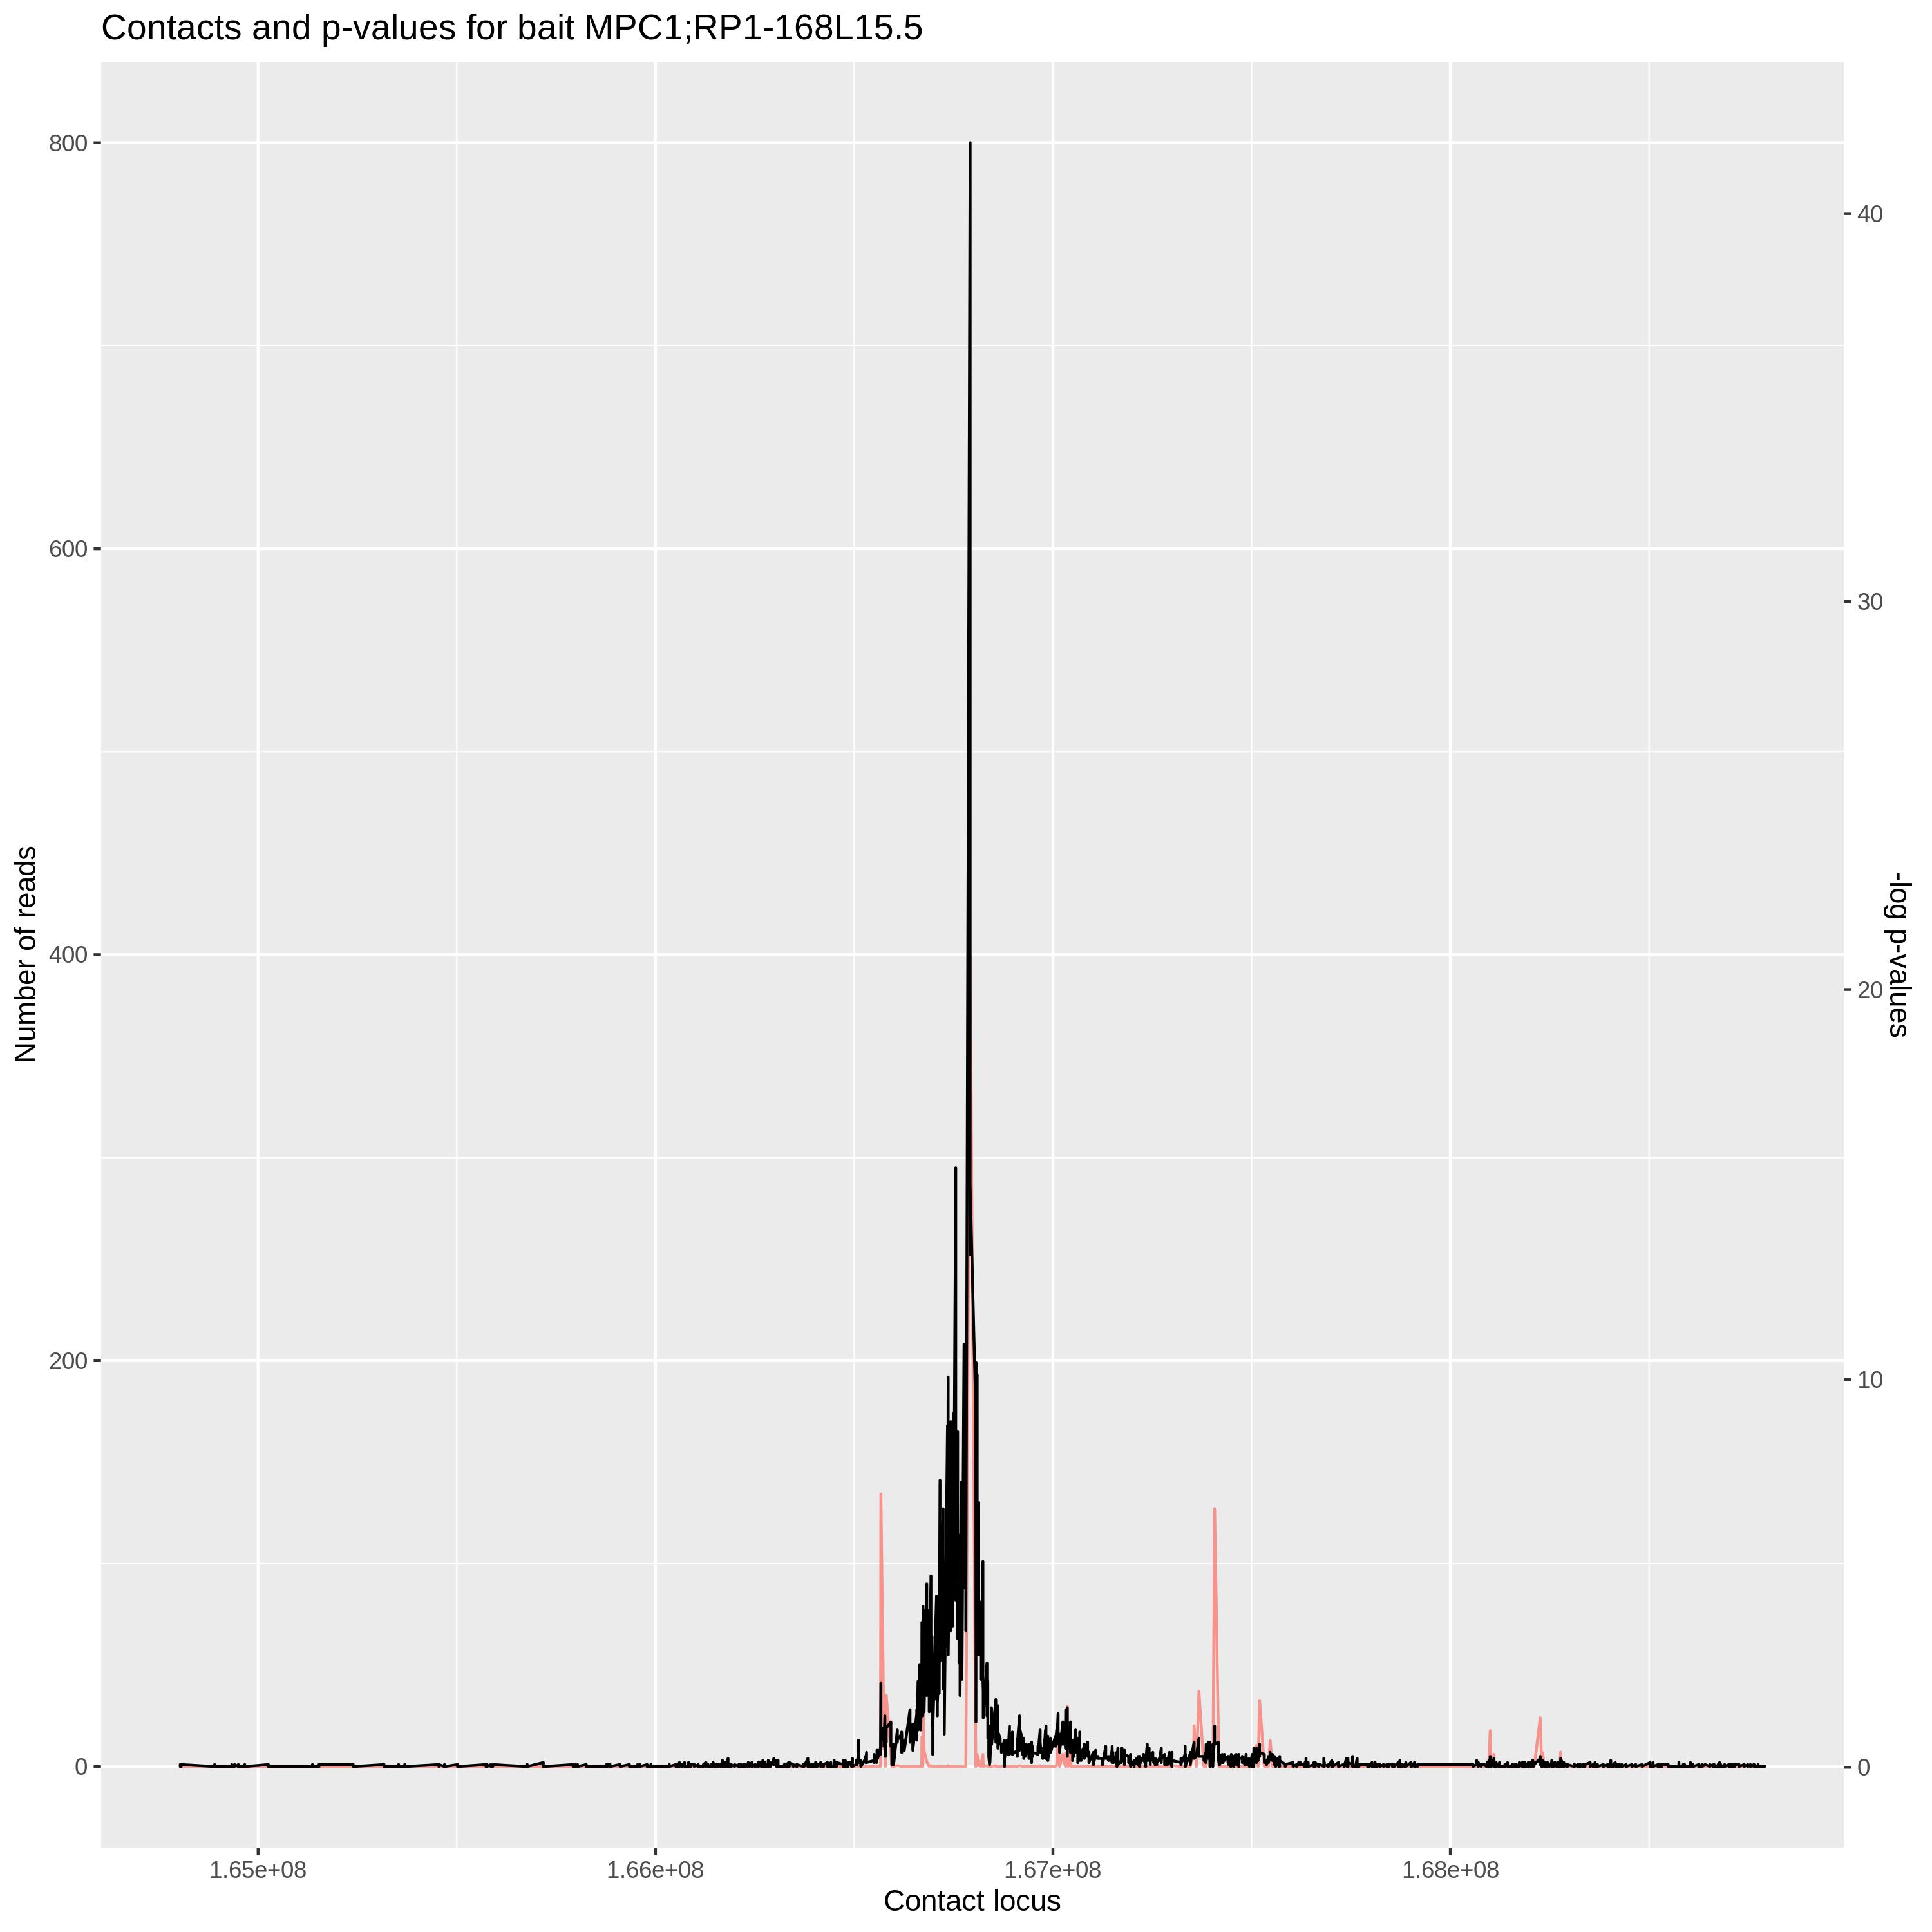 Contacts and p-values for bait MPC1;RP1-168L15.5
800
600
400
200
0
Number of reads
40
30
20
10
0
-log p-values
1.65e+08
1.66e+08
1.67e+08
1.68e+08
Contact locus